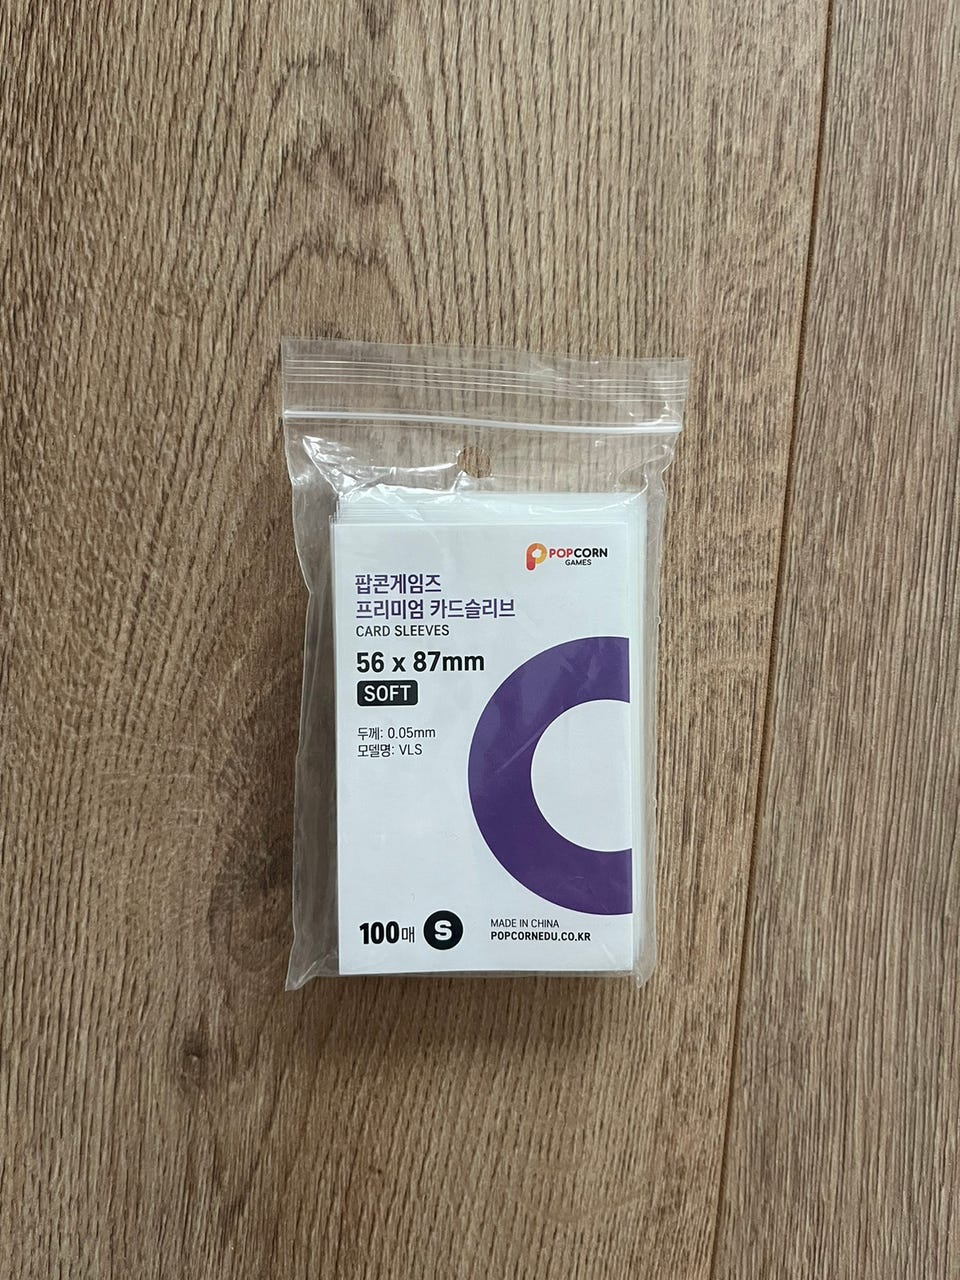 POPCORN
GAMES
팝콘게임즈
프리미엄 카드슬리브
CARD SLEEVES
56 x 87mm
SOFT
두께: 0.05mm
모델명: VLS
100매 S
MADE IN CHINA
POPCORNEDU.CO.KR